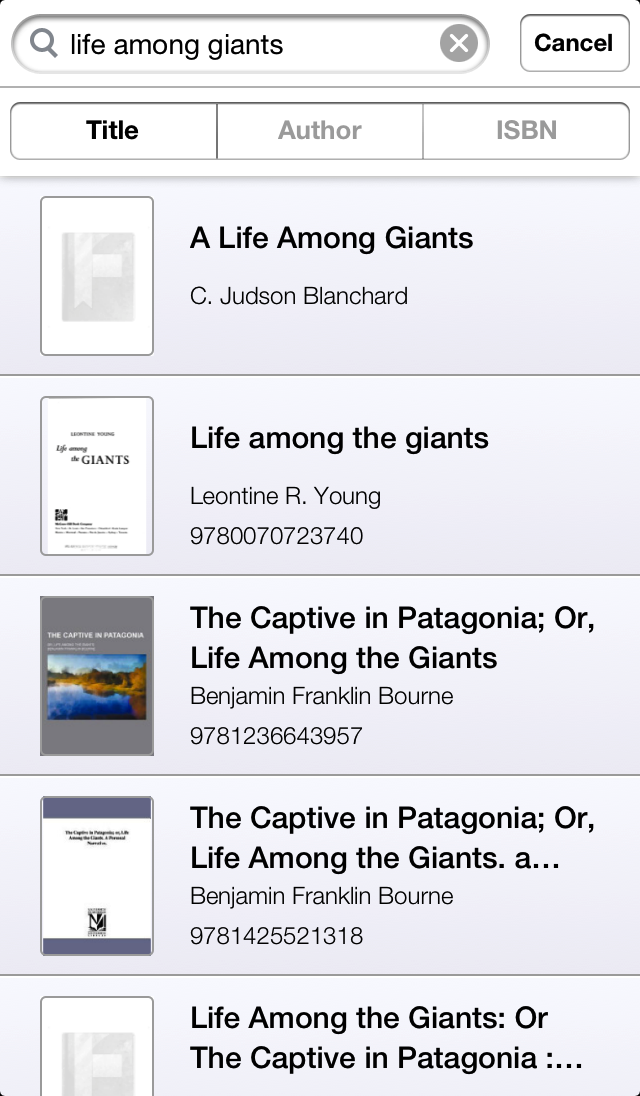 life among giants
Cancel
Title
Author
ISBN
A Life Among Giants
C. Judson Blanchard
LEONTINE YOUNG
Life among
the GIANTS
Life among the giants
Leontine R. Young
9780070723740
THE CAPTIVE IN PATAGONIA
The Captive in Patagonia; Or,
Life Among the Giants
Benjamin Franklin Bourne
9781236643957
The Captive in Patagonia; or, Life
Among the Giants. A Personal
Narrative.
The Captive in Patagonia; Or,
Life Among the Giants. a...
Benjamin Franklin Bourne
9781425521318
Life Among the Giants: Or
The Captive in Patagonia :...